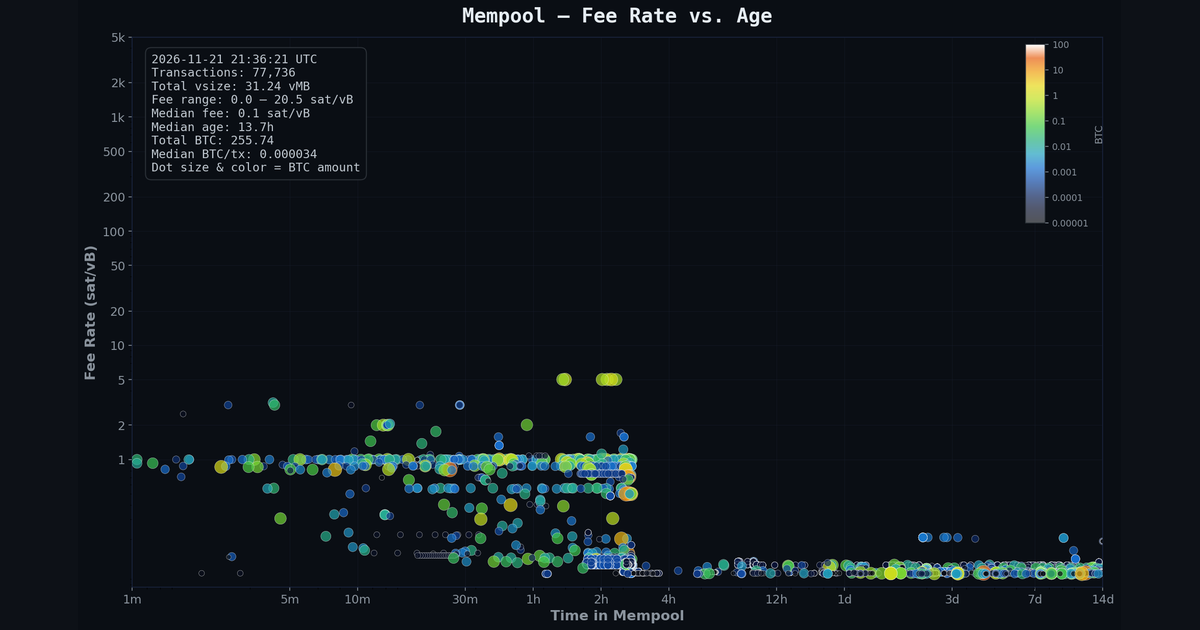 Mempool — Fee Rate vs. Age
2026-11-21 21:36:21 UTC
Transactions: 77,736
Total vsize: 31.24 vMB
Fee range: 0.0 – 20.5 sat/vB
Median fee: 0.1 sat/vB
Median age: 13.7h
Total BTC: 255.74
Median BTC/tx: 0.000034
Dot size & color = BTC amount
100
10
1
0.1
0.01
0.001
0.0001
0.00001
BTC
Fee Rate (sat/vB)
5k
2k
1k
500
200
100
50
20
10
5
2
1
1m
5m
10m
30m
1h
2h
4h
12h
1d
3d
7d
14d
Time in Mempool